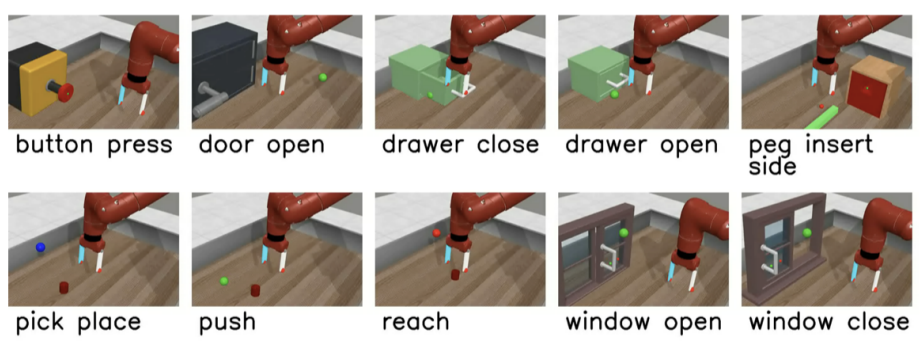 button press
door open
drawer close
drawer open
peg insert
side
pick place
push
reach
window open
window close